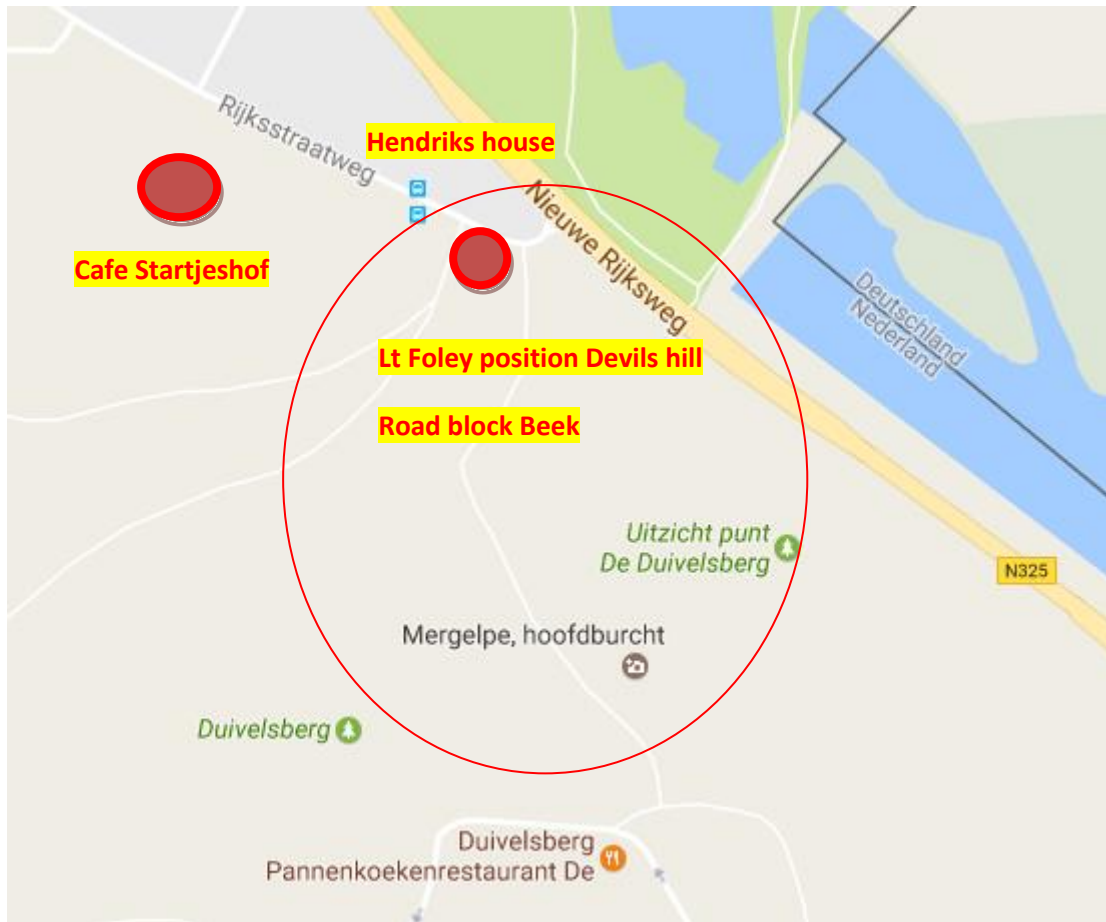 Rijksstraatweg
Hendriks house
Nieuwe Rijksweg
Cafe Startjeshof
Deutschland
Nederland
Lt Foley position Devils hill
Road block Beek
Uitzicht punt
De Duivelsberg
N325
Mergelpe, hoofdburcht
Duivelsberg
Duivelsberg
Pannenkoekenrestaurant De